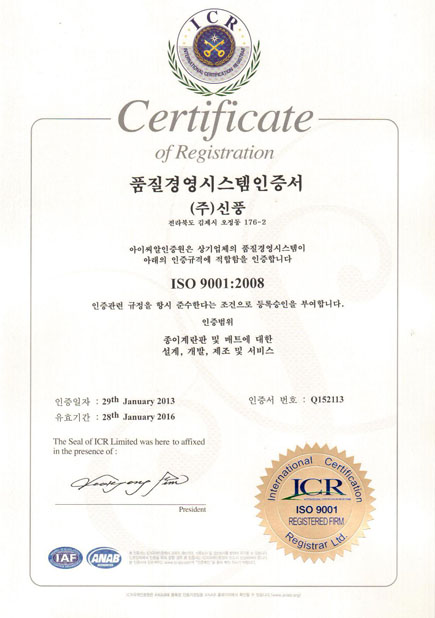 ICR
INTERNATIONAL CERTIFICATION REGISTRAR
Certificate
of Registration
품질경영시스템인증서
(주)신풍
전라북도 김제시 오정동 176-2
아이씨알인증원은 상기업체의 품질경영시스템이
아래의 인증규격에 적합함을 인증합니다
ISO 9001:2008
인증관련 규정을 항시 준수한다는 조건으로 등록승인을 부여합니다.
인증범위
종이계란판 및 베트에 대한
설계, 개발, 제조 및 서비스
인증일자 : 29th January 2013
인증서 번호 : Q152113
유효기간 : 28th January 2016
The Seal of ICR Limited was here to affixed
in the presence of :
President
International Certification
ICR
ISO 9001
REGISTERED FIRM
Registrar Ltd.
IAF
ANAB